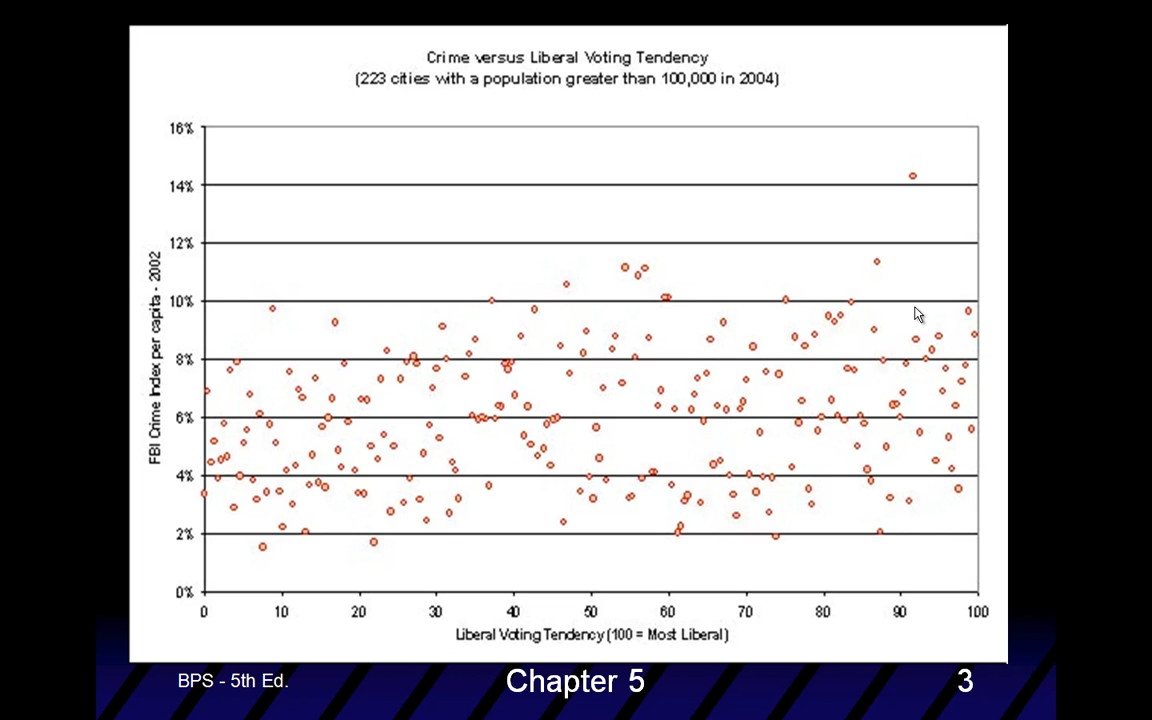 Crime versus Liberal Voting Tendency
(223 cities with a population greater than 100,000 in 2004)
16%
14%
12%
10%
8%
6%
4%
2%
0%
FBI Crime Index per capita - 2002
0 10 20 30 40 50 60 70 80 90 100
Liberal Voting Tendency (100 = Most Liberal)
BPS - 5th Ed. Chapter 5 3